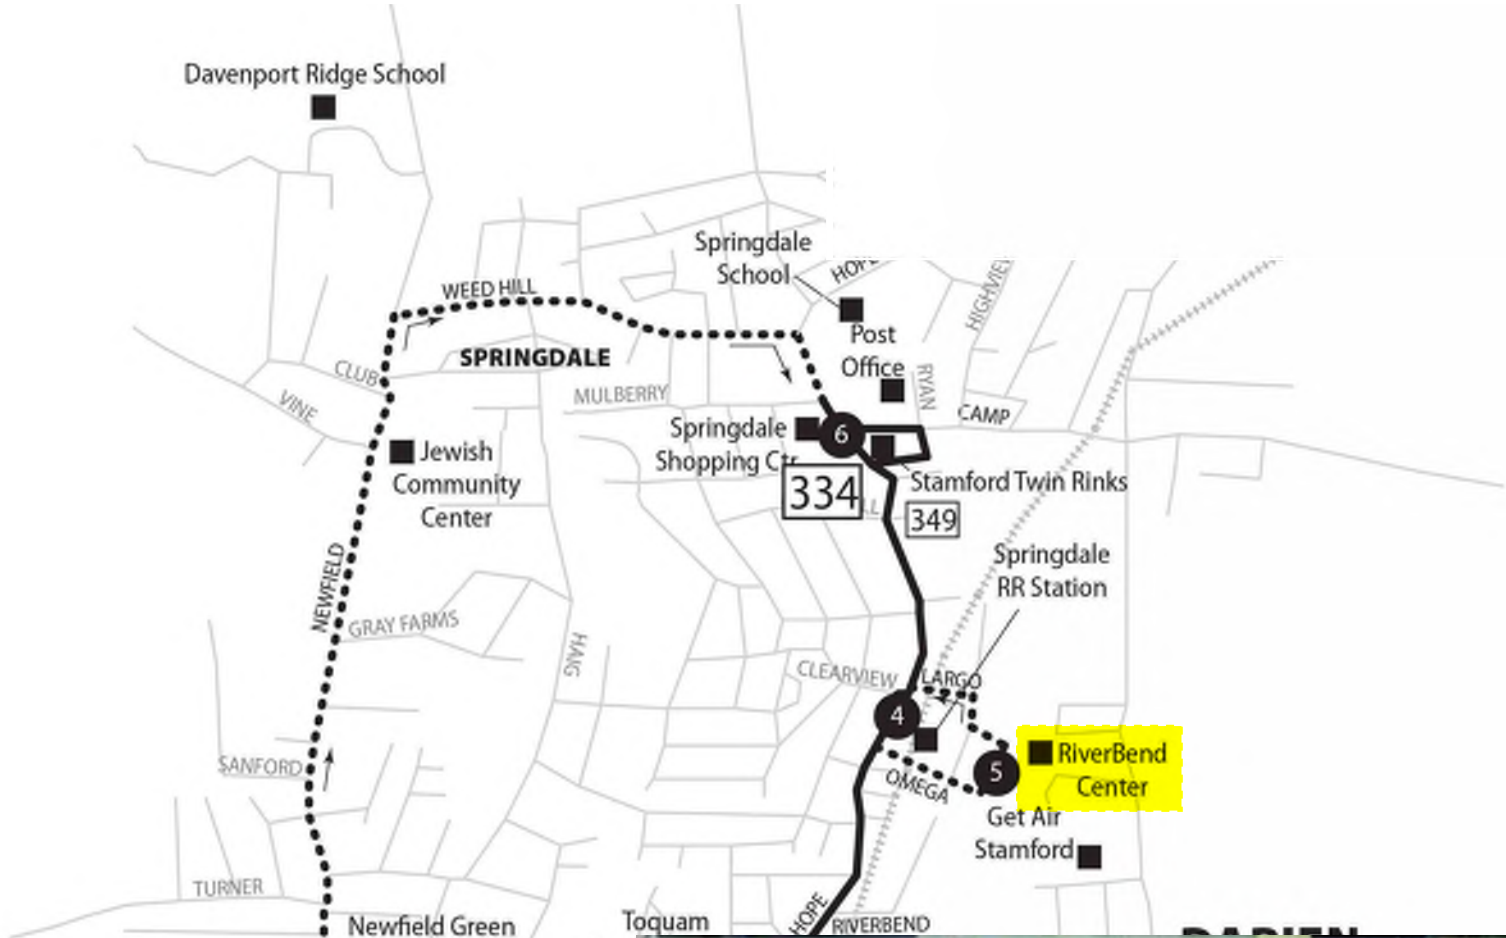 Davenport Ridge School
Springdale
School
HOPE
HIGHVIEW
WEED HILL
Post
Office
SPRINGDALE
CLUB
RYAN
MULBERRY
VINE
CAMP
Springdale
Shopping Ctr
6
Jewish
Community
Center
334
Stamford Twin Rinks
349
Springdale
RR Station
NEWFIELD
GRAY FARMS
HAIG
CLEARVIEW
LARGO
4
RiverBend
Center
5
SANFORD
OMEGA
Get Air
Stamford
TURNER
Newfield Green
Toquam
HOPE
RIVERBEND